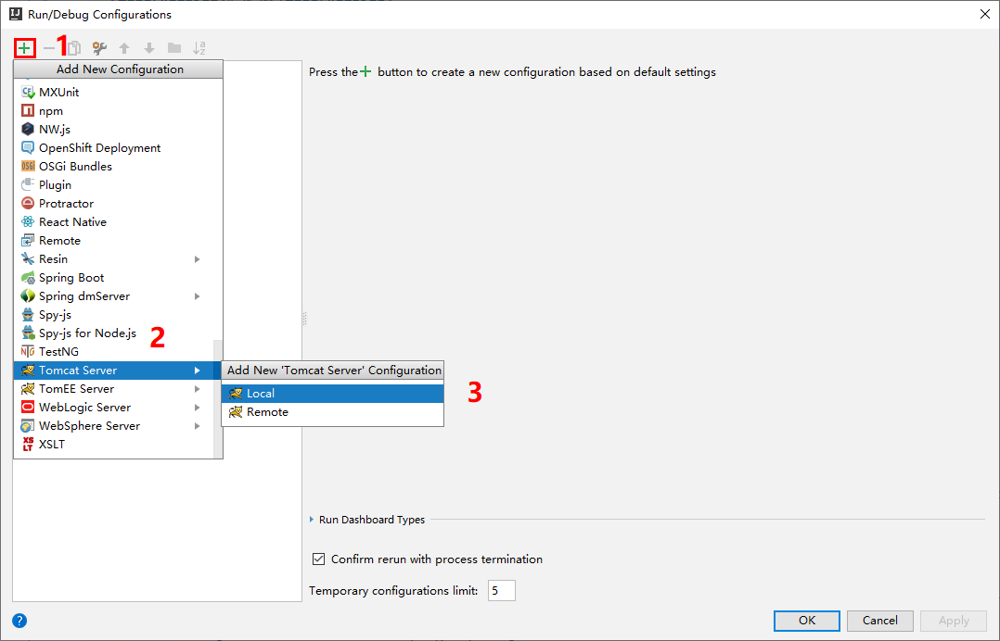 Run/Debug Configurations
1
Add New Configuration
Press the + button to create a new configuration based on default settings
MXUnit
npm
NW.js
OpenShift Deployment
OSGi Bundles
Plugin
Protractor
React Native
Remote
Resin
Spring Boot
Spring dmServer
Spy-js
Spy-js for Node.js
2
TestNG
Tomcat Server
Add New 'Tomcat Server' Configuration
TomEE Server
Local
3
WebLogic Server
Remote
WebSphere Server
XSLT
Run Dashboard Types
Confirm rerun with process termination
Temporary configurations limit: 5
? OK Cancel Apply